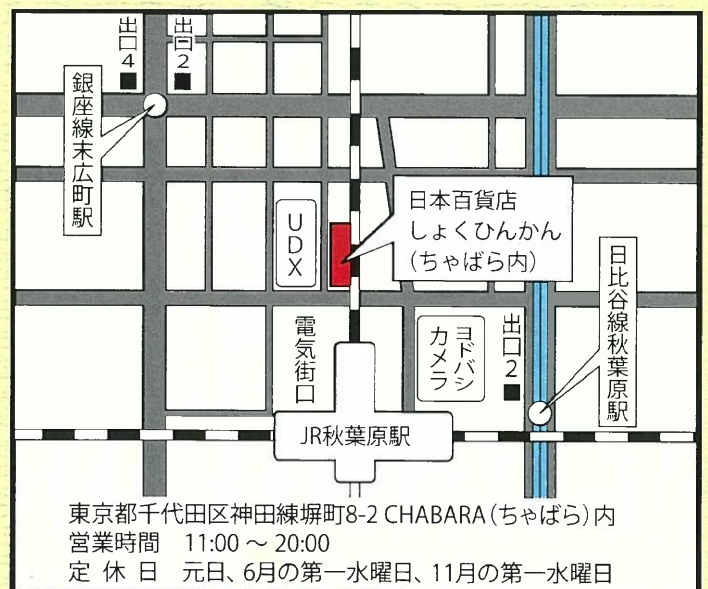 出口4
出口2
銀座線末広町駅
UDX
日本百貨店
しょくひんかん
(ちゃばら内)
電気街口
ヨドバシ
カメラ
出口2
日比谷線秋葉原駅
JR秋葉原駅
東京都千代田区神田練塀町8-2 CHABARA(ちゃばら)内
営業時間 11:00 〜 20:00
定休日 元日、6月の第一水曜日、11月の第一水曜日